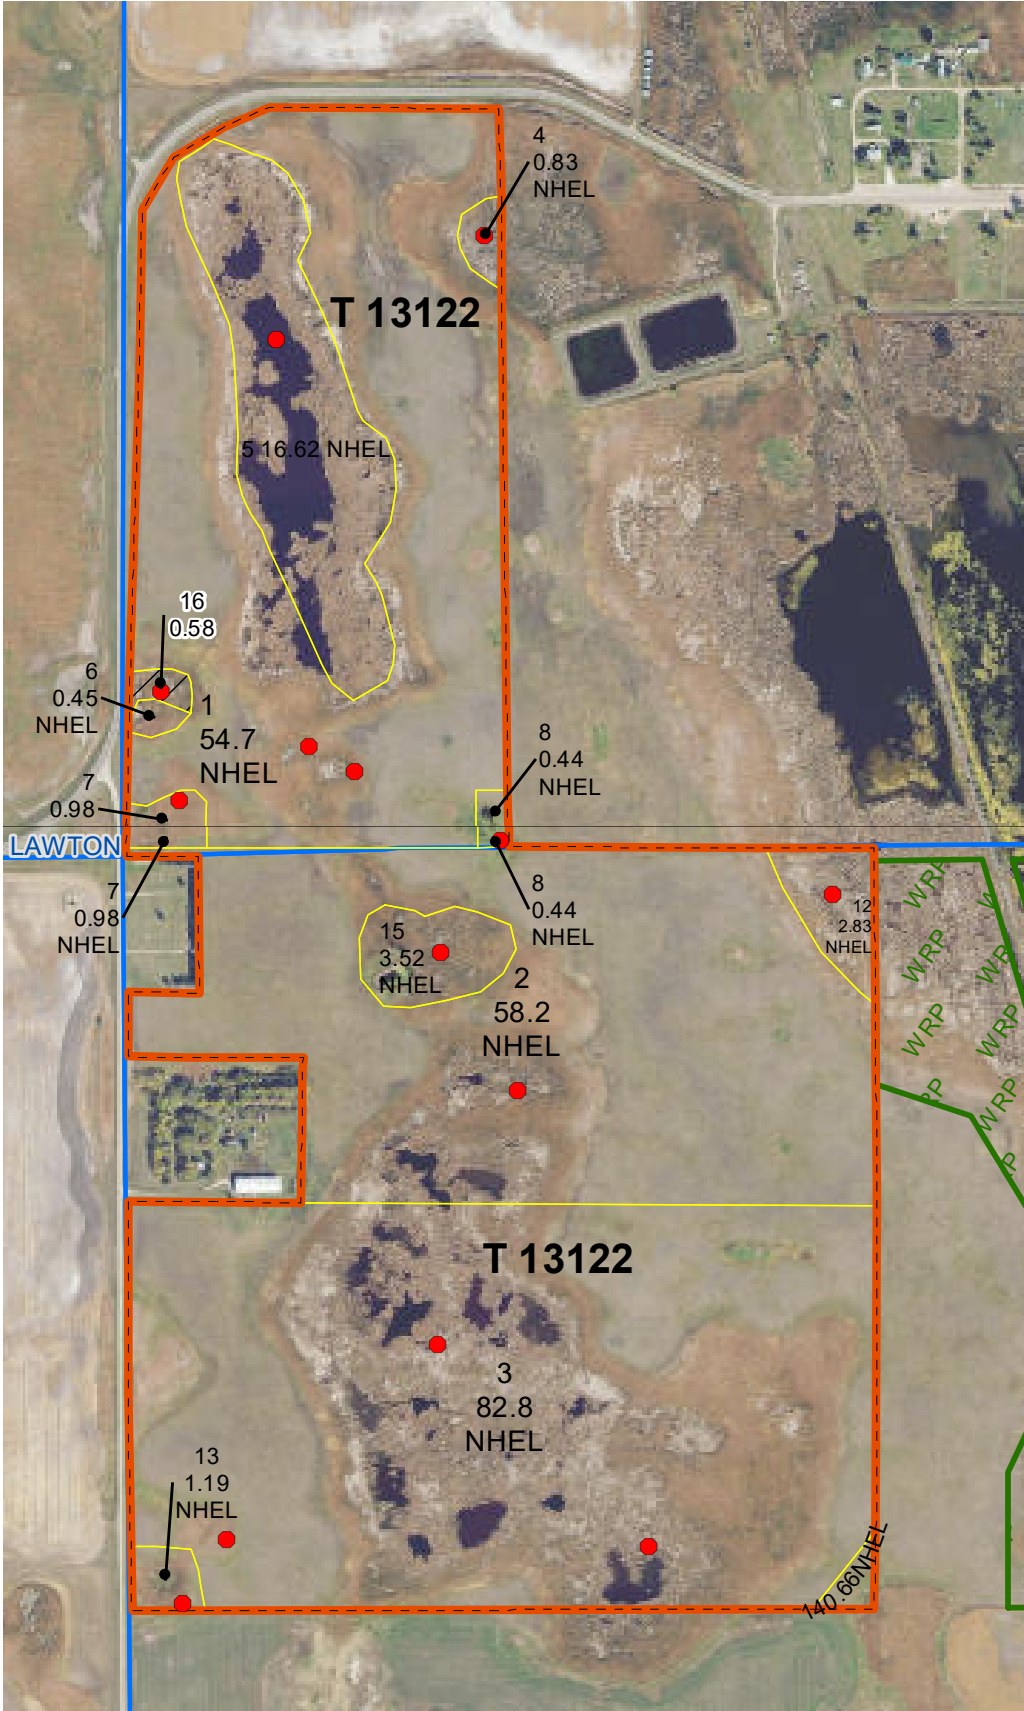 4
0.83
NHEL
T 13122
5 16.62 NHEL
16
0.58
6
0.45
NHEL
1
54.7
NHEL
7
0.98
8
0.44
NHEL
LAWTON
7
0.98
NHEL
8
0.44
NHEL
12
2.83
NHEL
15
3.52
NHEL
2
58.2
NHEL
WRP
W
WRP
WR
WRP
WRP
RP
WRP
P
T 13122
3
82.8
NHEL
13
1.19
NHEL
140.66NHEL